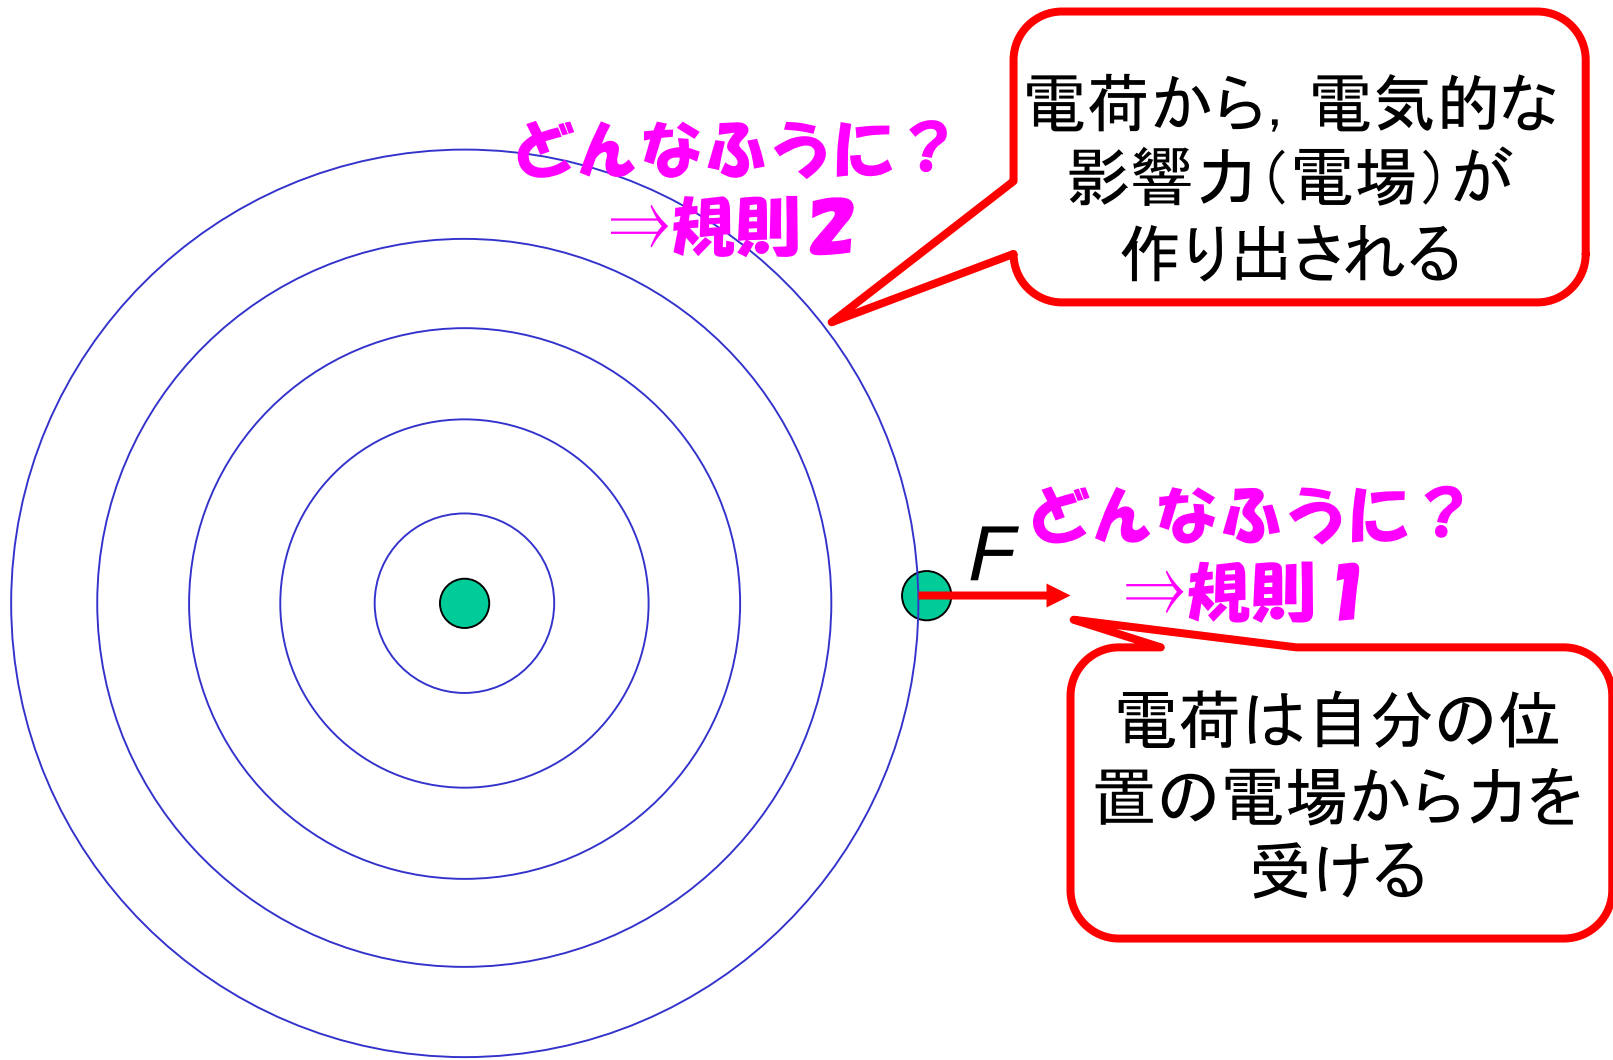 電荷から，電気的な
影響力（電場）が
作り出される
どんなふうに？
⇒規則２
どんなふうに？
⇒規則１
F
電荷は自分の位
置の電場から力を
受ける